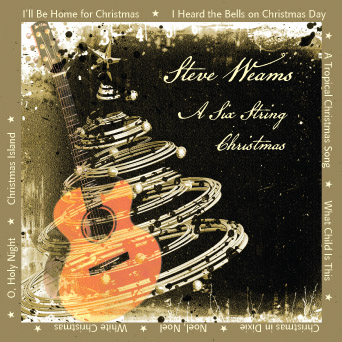 I'll Be Home for Christmas ★ I Heard the Bells on Christmas Day ★
A Tropical Christmas Song ★ What Child Is This ★
Christmas in Dixie ★ Noel, Noel ★ White Christmas ★
O, Holy Night ★ Christmas Island ★
Steve Weams
A Six String
Christmas